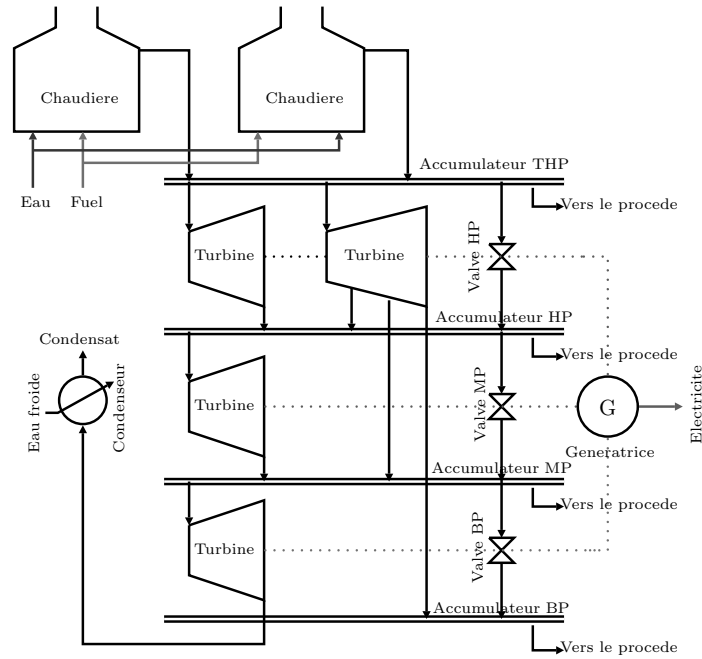 Chaudiere
Chaudiere
Accumulateur THP
Eau
Fuel
Vers le procede
Turbine
Turbine
Valve HP
Accumulateur HP
Condensat
Vers le procede
Eau froide
Condenseur
Turbine
Valve MP
G
Electricite
Generatrice
Accumulateur MP
Vers le procede
Turbine
Valve BP
Accumulateur BP
Vers le procede